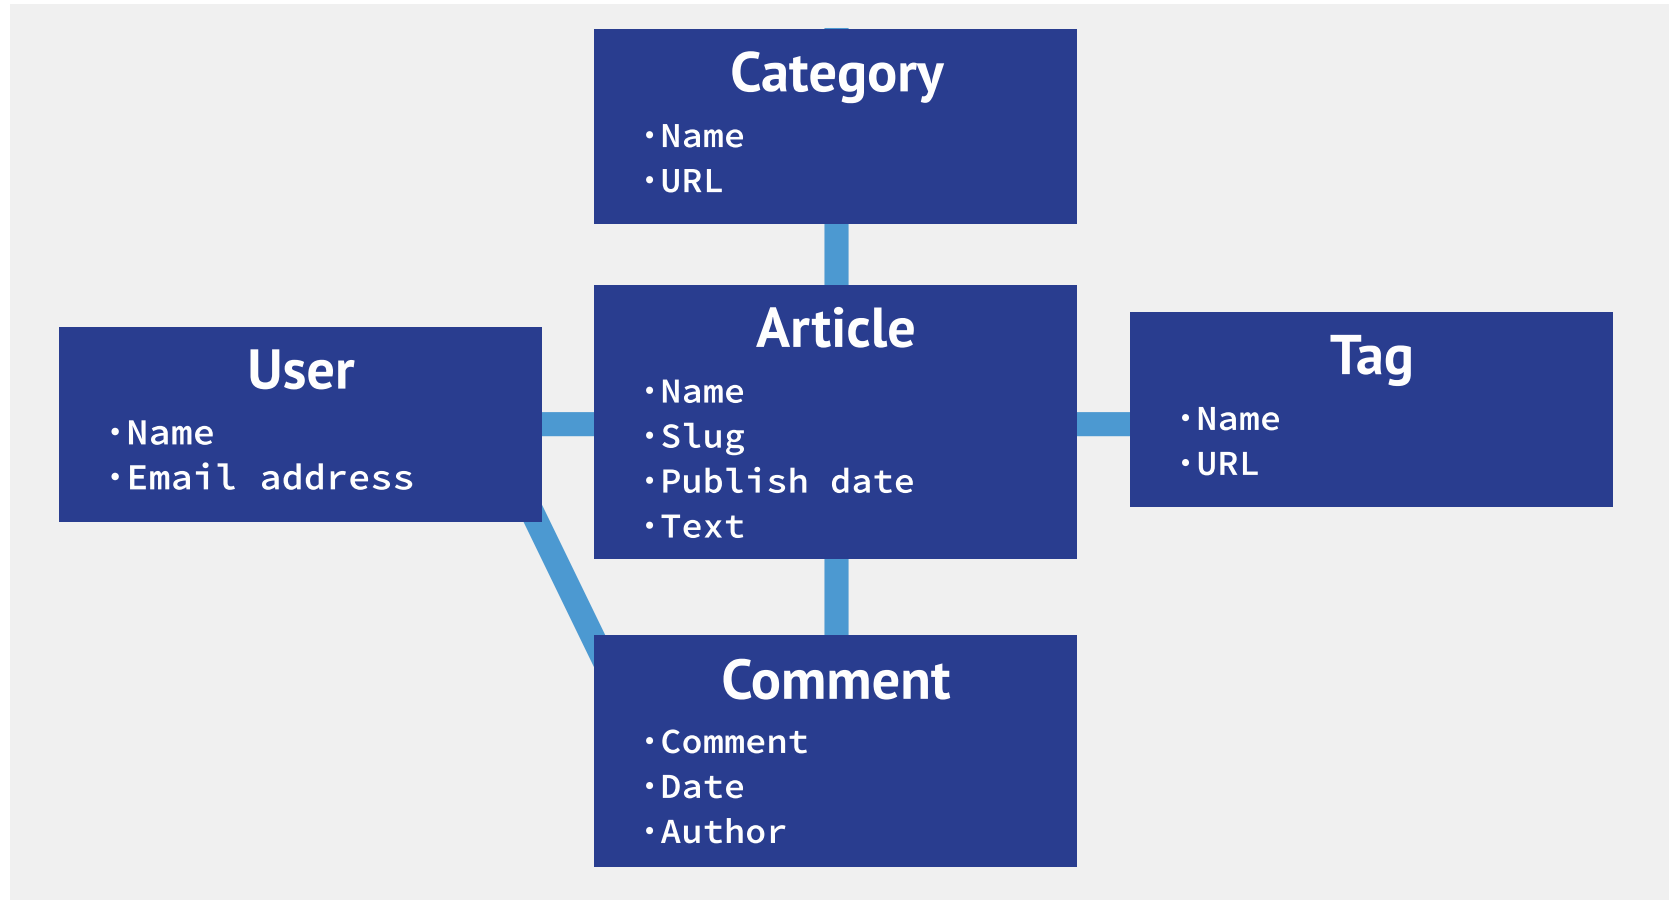 Category
·Name
·URL
Article
·Name
·Slug
·Publish date
·Text
User
·Name
·Email address
Tag
·Name
·URL
Comment
·Comment
·Date
·Author